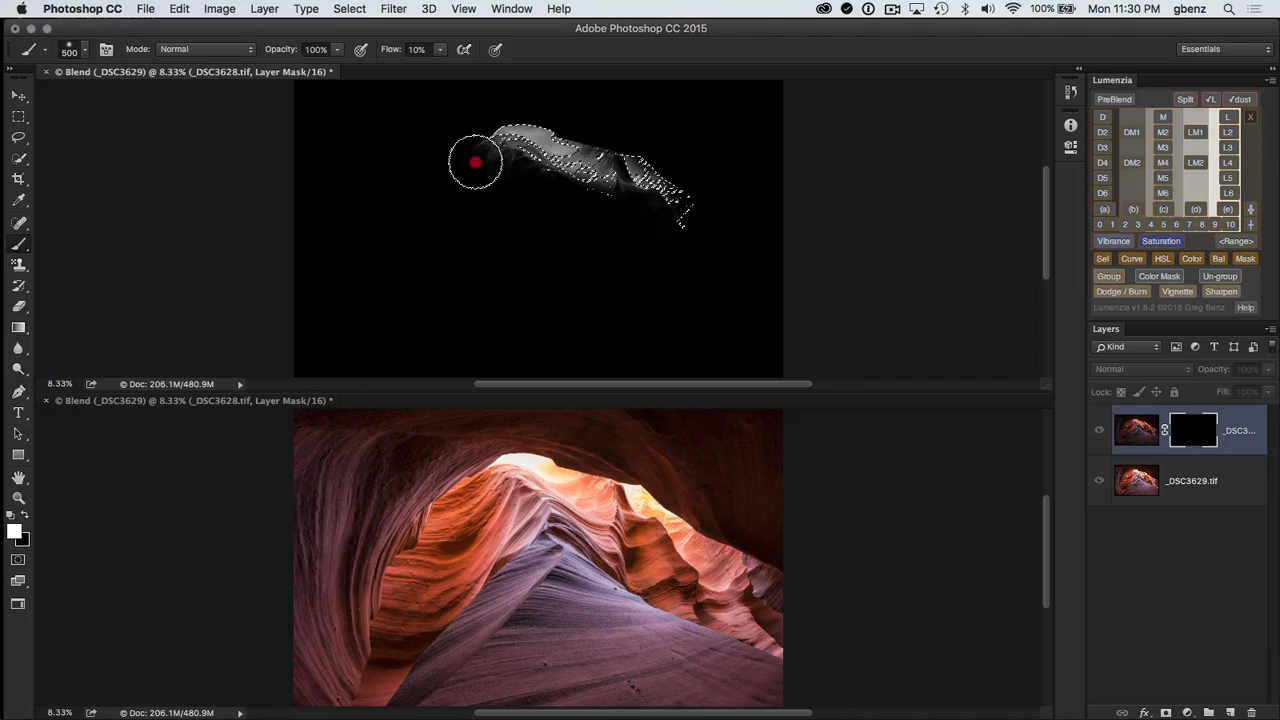 Photoshop CC File Edit Image Layer Type Select Filter 3D View Window Help 100% Mon 11:30 PM gbenz
Adobe Photoshop CC 2015
500 Mode: Normal Opacity: 100% Flow: 10% Essentials
× © Blend (_DSC3629) @ 8.33% (_DSC3628.tif, Layer Mask/16) *
Lumenzia
PreBlend Split √L √dust
D M L X
D2 DM1 M2 LM1 L2
D3 M3 L3
D4 DM2 M4 LM2 L4
D5 M5 L5
D6 M6 L6
(a) (b) (c) (d) (e)
0 1 2 3 4 5 6 7 8 9 10
Vibrance Saturation <Range>
Sel Curve HSL Color Bal Mask
Group Color Mask Un-group
Dodge / Burn Vignette Sharpen
Lumenzia v1.6.2 ©2015 Greg Benz Help
Layers
Kind
Normal Opacity: 100%
Lock: Fill: 100%
_DSC3...
_DSC3629.tif
8.33% © Doc: 206.1M/480.9M
× © Blend (_DSC3629) @ 8.33% (_DSC3628.tif, Layer Mask/16) *
8.33% © Doc: 206.1M/480.9M